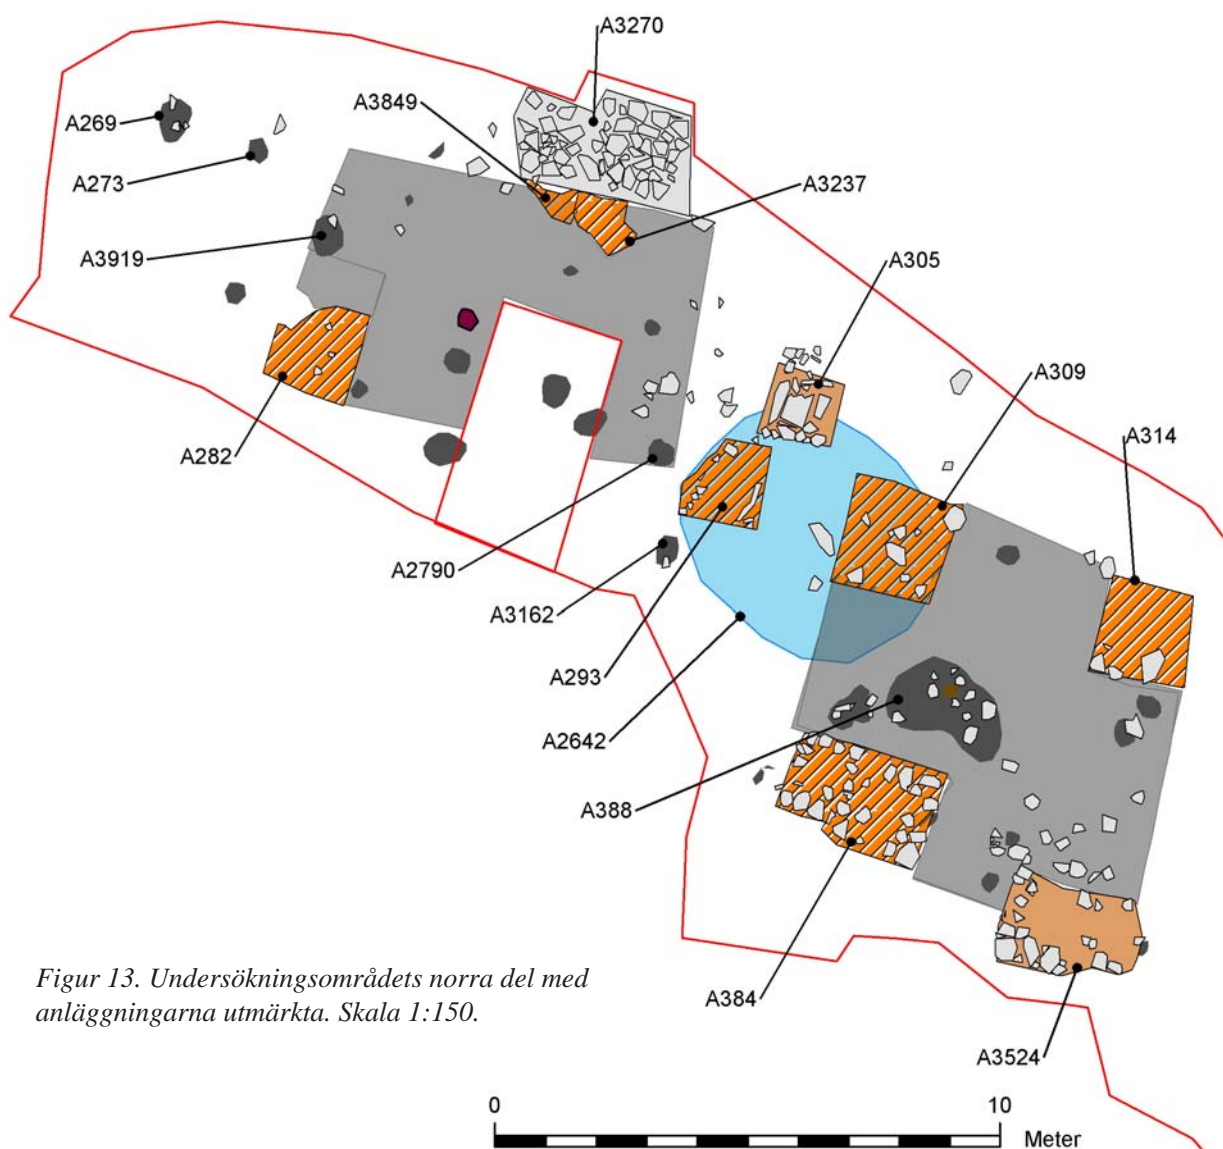 A3270
A3849
A269
A273
A3237
A3919
A305
A309
A314
A282
A2790
A3162
A293
A2642
A388
A384
A3524
Figur 13. Undersökningsområdets norra del med
anläggningarna utmärkta. Skala 1:150.
0
10
Meter